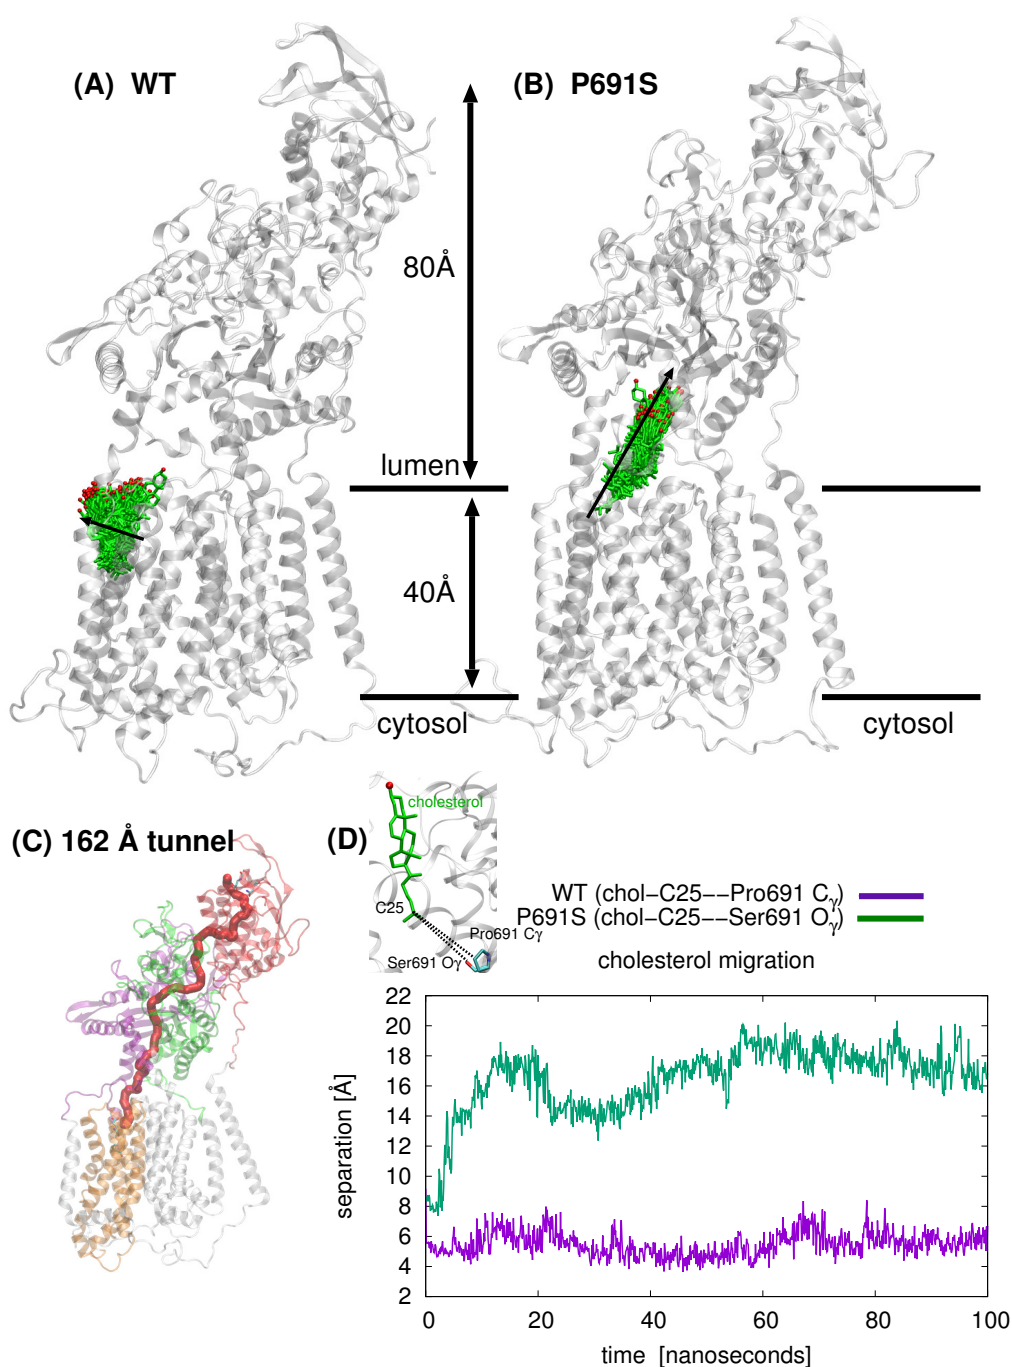 (A) WT
(B) P691S
80Å
lumen
40Å
cytosol
cytosol
(C) 162 Å tunnel
(D)
cholesterol
C25
Pro691 Cγ
Ser691 Oγ
WT (chol−C25−−Pro691 Cγ)
P691S (chol−C25−−Ser691 Oγ)
cholesterol migration
separation [Å]
22
20
18
16
14
12
10
8
6
4
2
0 20 40 60 80 100
time [nanoseconds]